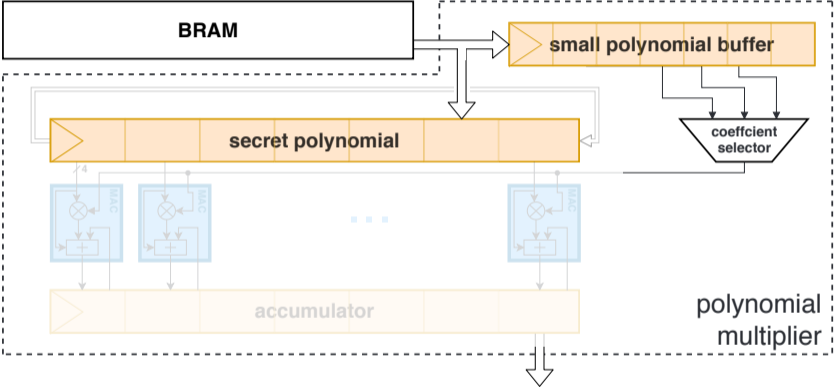 BRAM
small polynomial buffer
coeffcient
selector
secret polynomial
4
MAC
MAC
...
MAC
accumulator
polynomial
multiplier